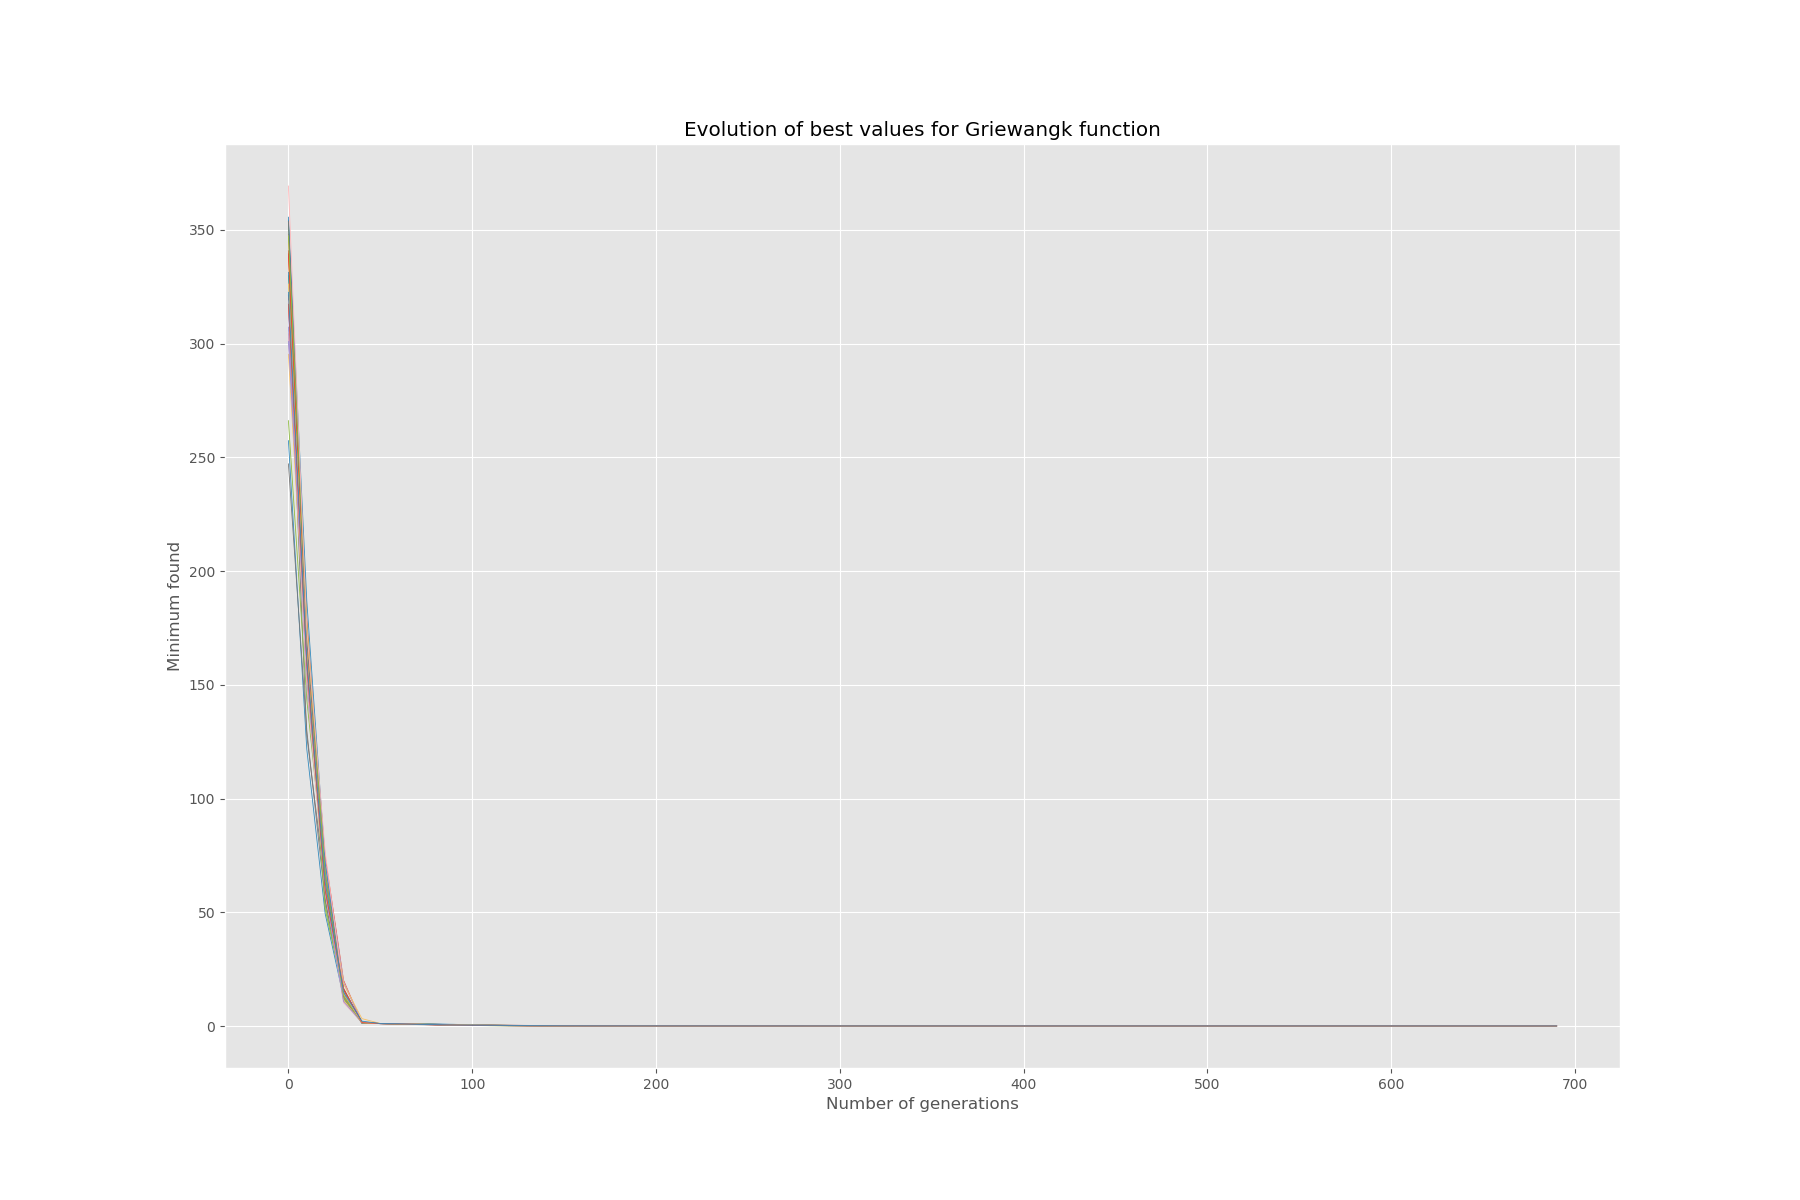 Evolution of best values for Griewangk function
Minimum found
350
300
250
200
150
100
50
0
0 100 200 300 400 500 600 700
Number of generations